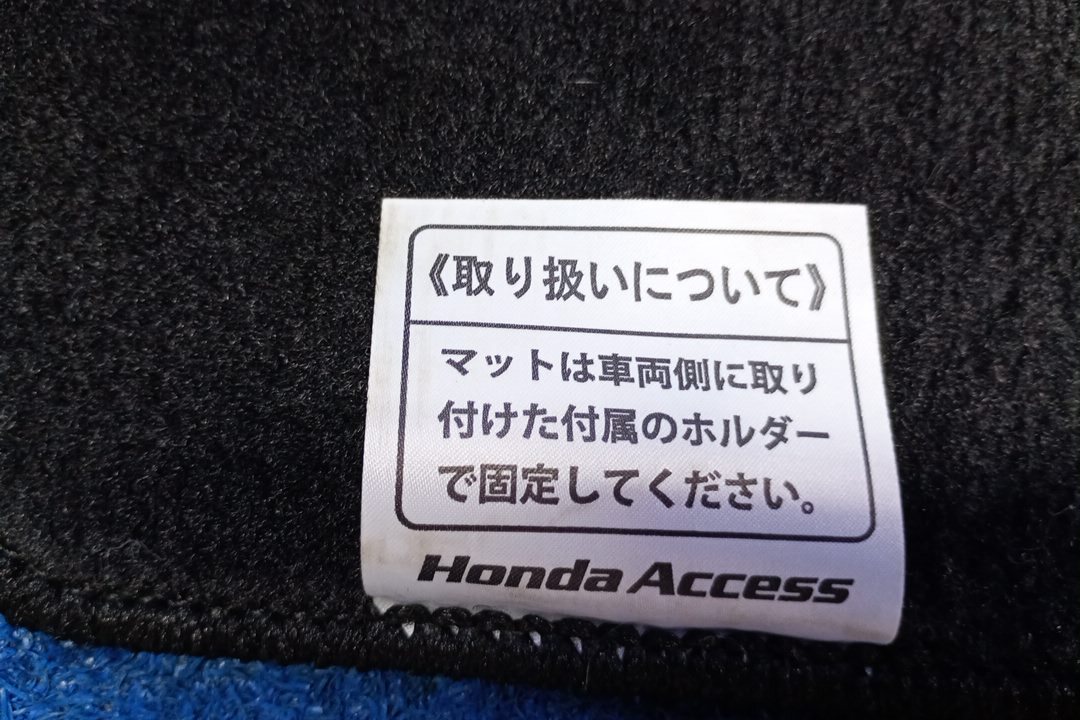 《取り扱いについて》
マットは車両側に取り
付けた付属のホルダー
で固定してください。
Honda Access